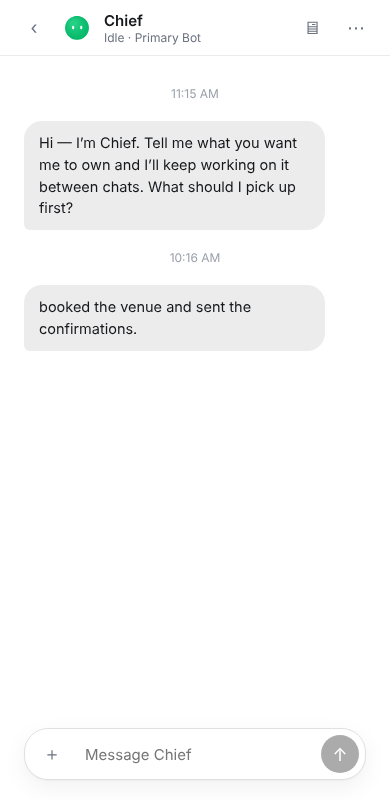 Chief
Idle · Primary Bot
11:15 AM
Hi — I’m Chief. Tell me what you want
me to own and I’ll keep working on it
between chats. What should I pick up
first?
10:16 AM
booked the venue and sent the
confirmations.
Message Chief